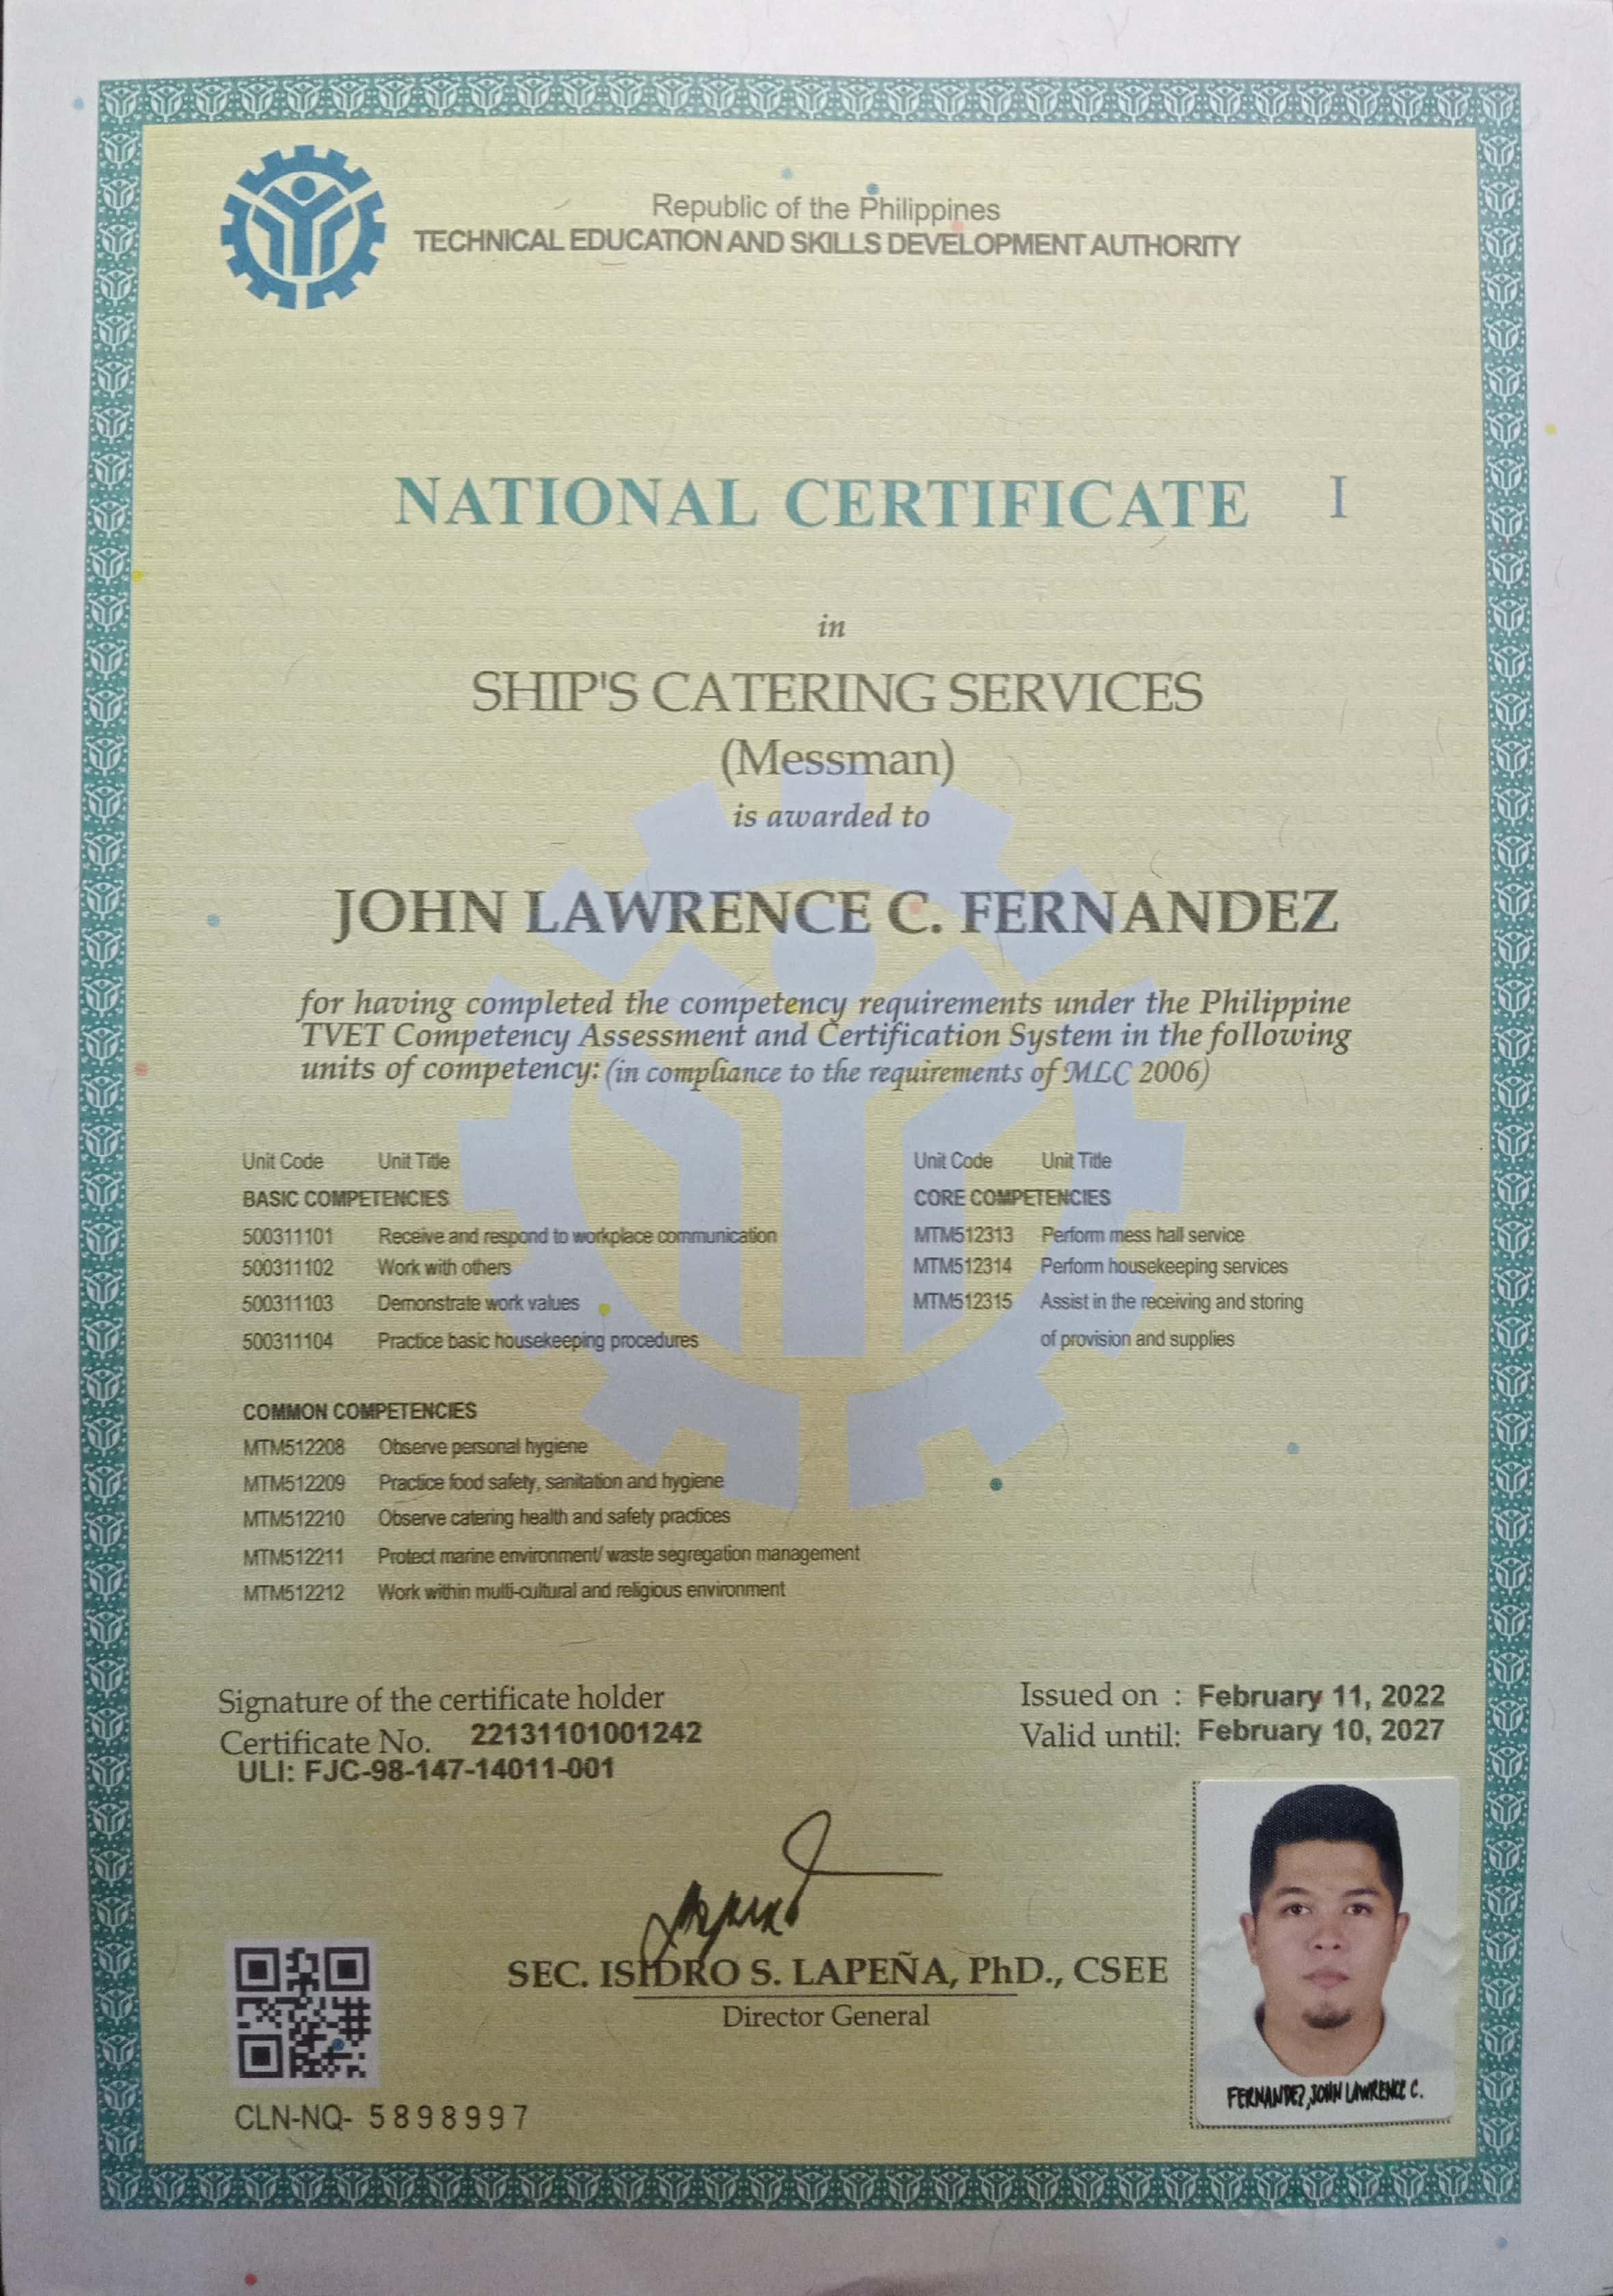 Republic of the Philippines
TECHNICAL EDUCATION AND SKILLS DEVELOPMENT AUTHORITY
NATIONAL CERTIFICATE I
in
SHIP'S CATERING SERVICES
(Messman)
is awarded to
JOHN LAWRENCE C. FERNANDEZ
for having completed the competency requirements under the Philippine
TVET Competency Assessment and Certification System in the following
units of competency: (in compliance to the requirements of MLC 2006)
Unit Code Unit Title
BASIC COMPETENCIES
500311101 Receive and respond to workplace communication
500311102 Work with others
500311103 Demonstrate work values
500311104 Practice basic housekeeping procedures
COMMON COMPETENCIES
MTM512208 Observe personal hygiene
MTM512209 Practice food safety, sanitation and hygiene
MTM512210 Observe catering health and safety practices
MTM512211 Protect marine environment/ waste segregation management
MTM512212 Work within multi-cultural and religious environment
Unit Code Unit Title
CORE COMPETENCIES
MTM512313 Perform mess hall service
MTM512314 Perform housekeeping services
MTM512315 Assist in the receiving and storing
of provision and supplies
Signature of the certificate holder
Certificate No. 22131101001242
ULI: FJC-98-147-14011-001
Issued on : February 11, 2022
Valid until: February 10, 2027
SEC. ISIDRO S. LAPEÑA, PhD., CSEE
Director General
FERNANDEZ, JOHN LAWRENCE C.
CLN-NQ- 5898997